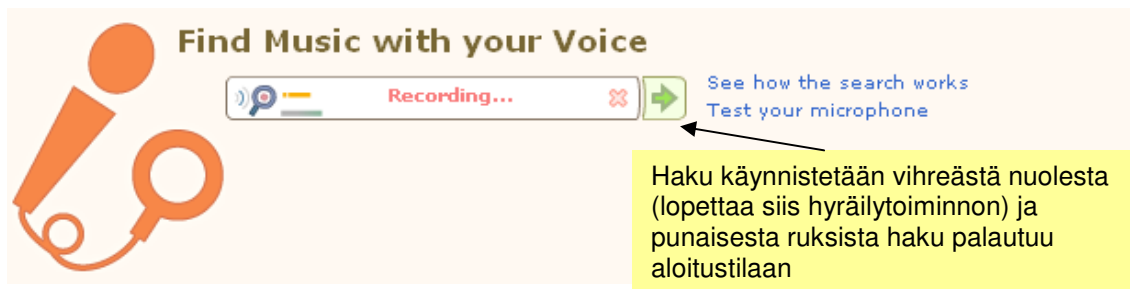 Find Music with your Voice
Recording...
See how the search works
Test your microphone
Haku käynnistetään vihreästä nuolesta
(lopettaa siis hyräilytoiminnon) ja
punaisesta ruksista haku palautuu
aloitustilaan